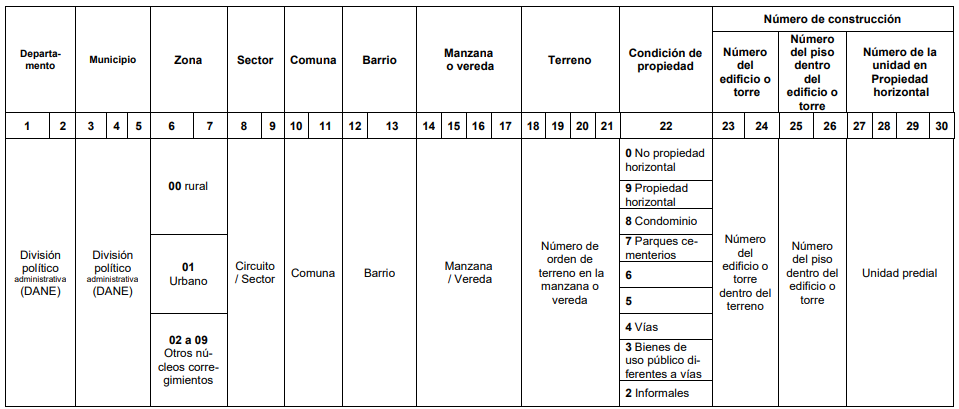 Número de construcción
Departa-
mento
Municipio
Zona
Sector
Comuna
Barrio
Manzana
o vereda
Terreno
Condición de
propiedad
Número
del
edificio o
torre
Número
del piso
dentro
del
edificio o
torre
Número de la
unidad en
Propiedad
horizontal
1 2 3 4 5 6 7 8 9 10 11 12 13 14 15 16 17 18 19 20 21 22 23 24 25 26 27 28 29 30
División
político
administrativa
(DANE)
División
político
administrativa
(DANE)
00 rural
01
Urbano
02 a 09
Otros nú-
cleos corre-
gimientos
Circuito
/ Sector
Comuna
Barrio
Manzana
/ Vereda
Número de
orden de
terreno en la
manzana o
vereda
0 No propiedad
horizontal
9 Propiedad
horizontal
8 Condominio
7 Parques ce-
menterios
6
5
4 Vías
3 Bienes de
uso público di-
ferentes a vías
2 Informales
Número
del
edificio o
torre
dentro del
terreno
Número
del piso
dentro del
edificio o
torre
Unidad predial